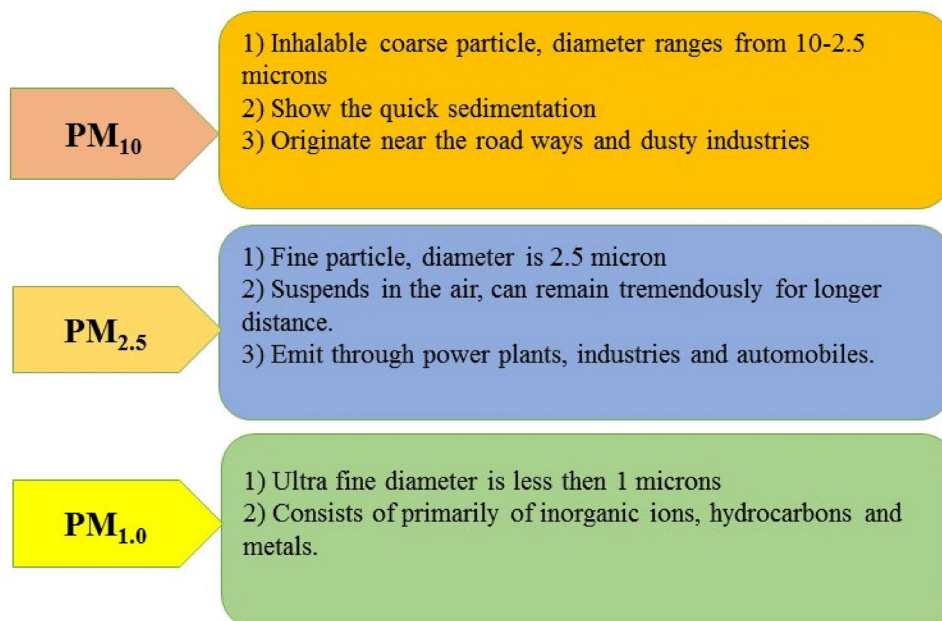 PM10
1) Inhalable coarse particle, diameter ranges from 10-2.5
microns
2) Show the quick sedimentation
3) Originate near the road ways and dusty industries
PM2.5
1) Fine particle, diameter is 2.5 micron
2) Suspends in the air, can remain tremendously for longer
distance.
3) Emit through power plants, industries and automobiles.
PM1.0
1) Ultra fine diameter is less then 1 microns
2) Consists of primarily of inorganic ions, hydrocarbons and
metals.